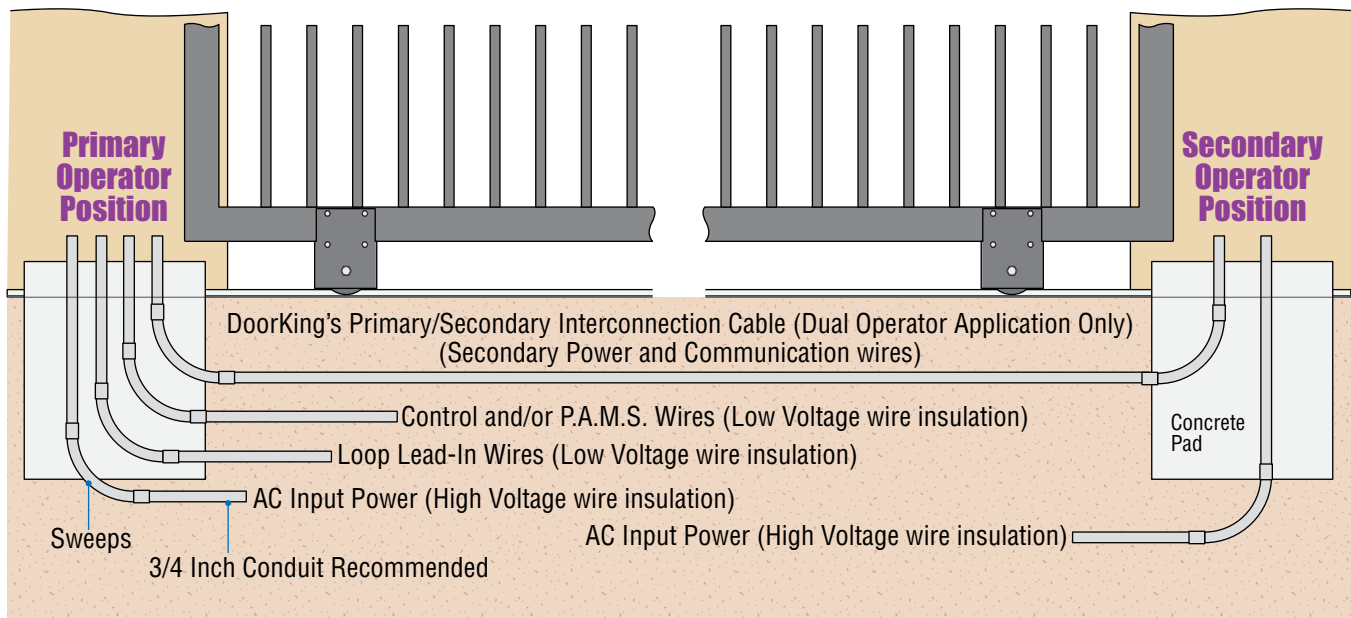 Primary
Operator
Position
Secondary
Operator
Position
DoorKing's Primary/Secondary Interconnection Cable (Dual Operator Application Only)
(Secondary Power and Communication wires)
Control and/or P.A.M.S. Wires (Low Voltage wire insulation)
Concrete
Pad
Loop Lead-In Wires (Low Voltage wire insulation)
AC Input Power (High Voltage wire insulation)
Sweeps
AC Input Power (High Voltage wire insulation)
3/4 Inch Conduit Recommended